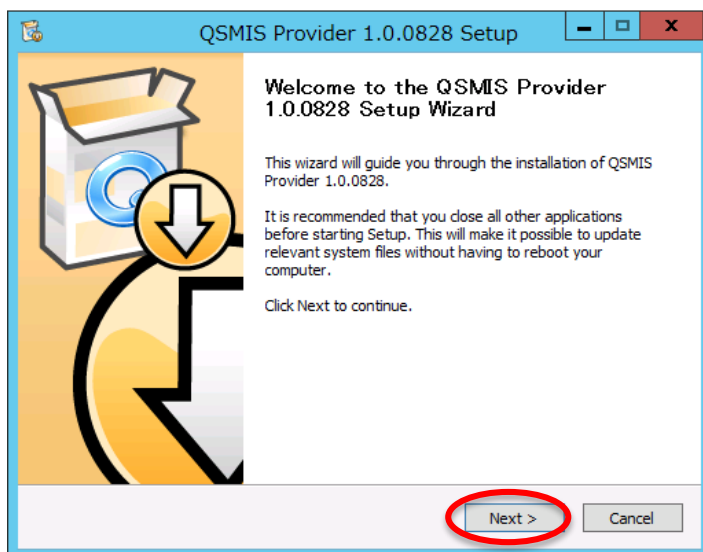 QSMIS Provider 1.0.0828 Setup
Welcome to the QSMIS Provider
1.0.0828 Setup Wizard
This wizard will guide you through the installation of QSMIS
Provider 1.0.0828.
It is recommended that you close all other applications
before starting Setup. This will make it possible to update
relevant system files without having to reboot your
computer.
Click Next to continue.
Next >
Cancel